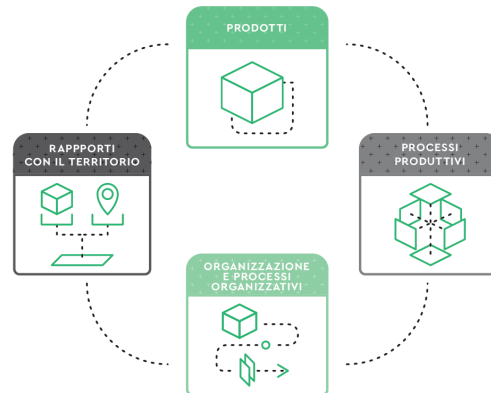 PRODOTTI
RAPPPORTI
CON IL TERRITORIO
PROCESSI
PRODUTTIVI
ORGANIZZAZIONE
E PROCESSI
ORGANIZZATIVI